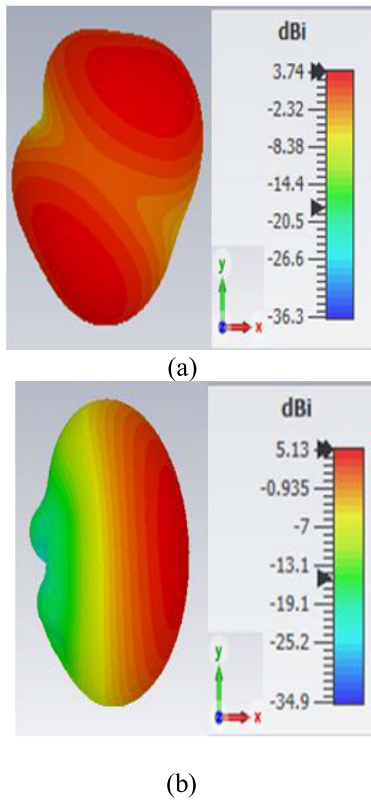 dBi
3.74
-2.32
-8.38
-14.4
-20.5
-26.6
-36.3
y
x
(a)
dBi
5.13
-0.935
-7
-13.1
-19.1
-25.2
-34.9
y
x
(b)